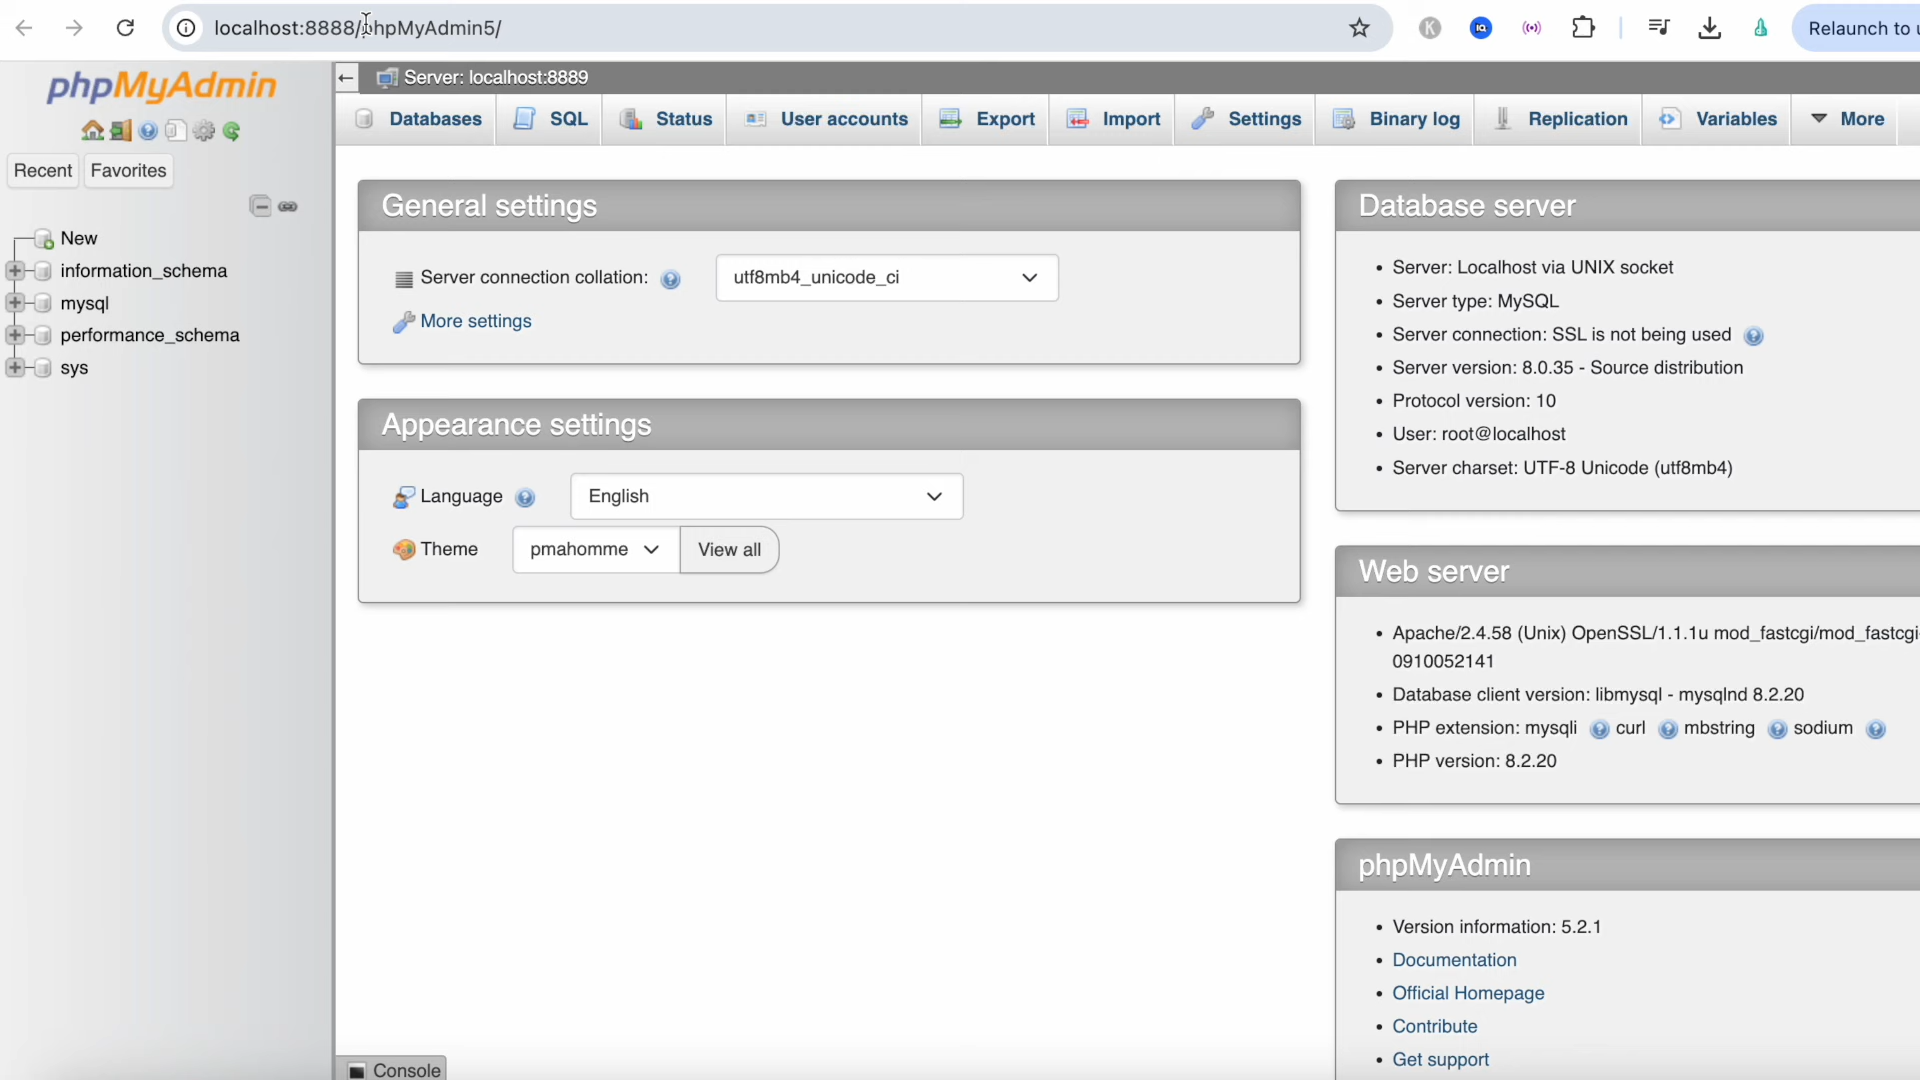 localhost:8888/phpMyAdmin5/
Relaunch to
phpMyAdmin
Recent
Favorites
New
information_schema
mysql
performance_schema
sys
Server: localhost:8889
Databases
SQL
Status
User accounts
Export
Import
Settings
Binary log
Replication
Variables
More
General settings
Server connection collation:
utf8mb4_unicode_ci
More settings
Appearance settings
Language
English
Theme
pmahomme
View all
Database server
• Server: Localhost via UNIX socket
• Server type: MySQL
• Server connection: SSL is not being used
• Server version: 8.0.35 - Source distribution
• Protocol version: 10
• User: root@localhost
• Server charset: UTF-8 Unicode (utf8mb4)
Web server
• Apache/2.4.58 (Unix) OpenSSL/1.1.1u mod_fastcgi/mod_fastcgi-
0910052141
• Database client version: libmysql - mysqlnd 8.2.20
• PHP extension: mysqli curl mbstring sodium
• PHP version: 8.2.20
phpMyAdmin
• Version information: 5.2.1
• Documentation
• Official Homepage
• Contribute
• Get support
Console